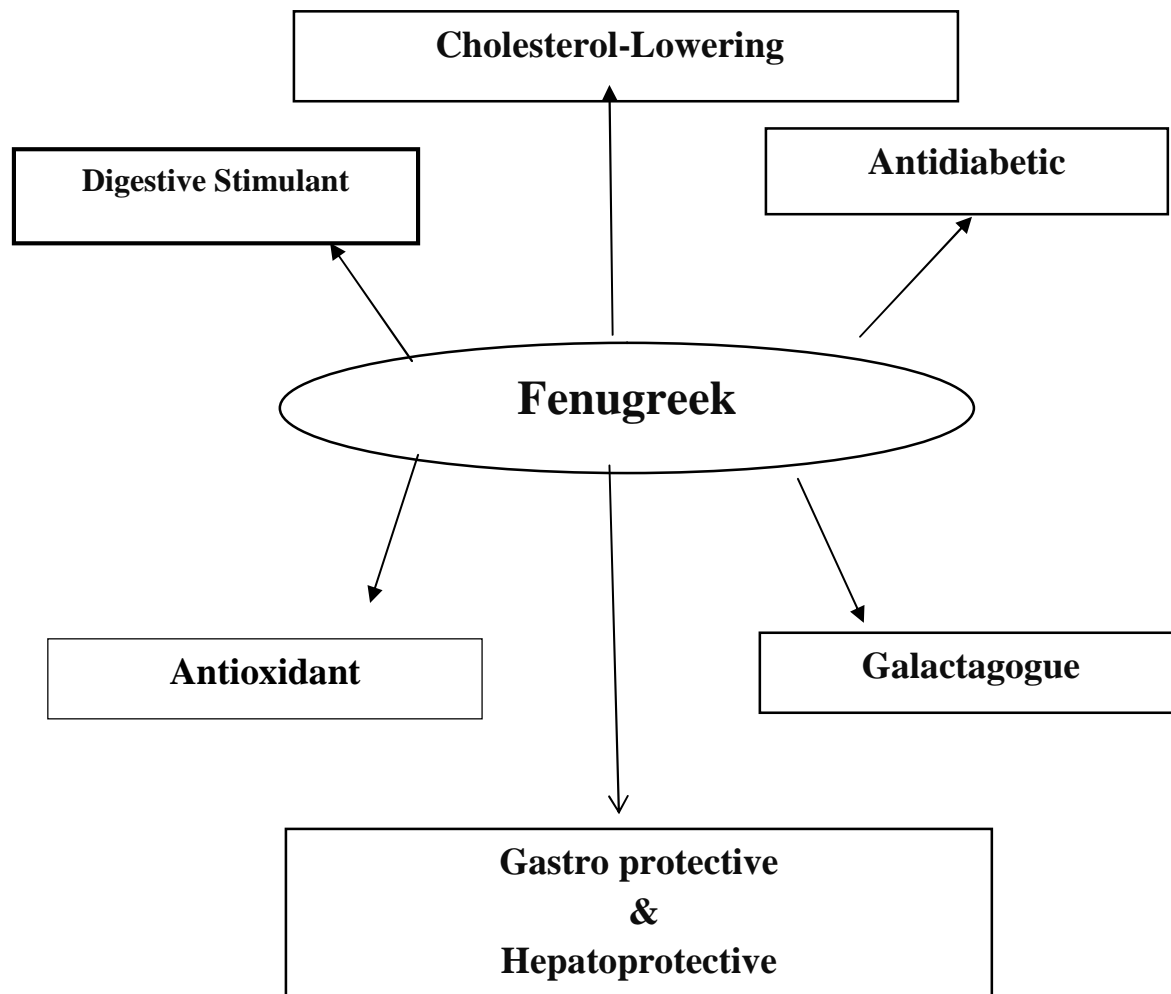 Cholesterol-Lowering
Antidiabetic
Digestive Stimulant
Fenugreek
Antioxidant
Galactagogue
Gastro protective
&
Hepatoprotective